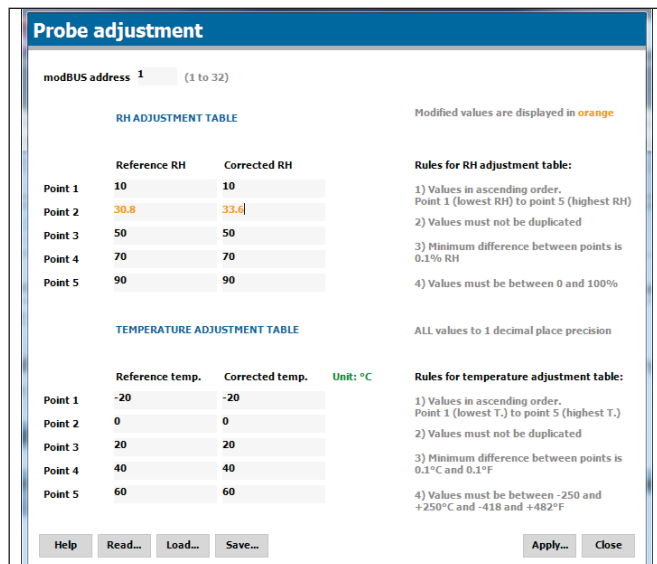 Probe adjustment
modBUS address 1 (1 to 32)
RH ADJUSTMENT TABLE
Modified values are displayed in orange
Reference RH Corrected RH Rules for RH adjustment table:
Point 1 10 10
1) Values in ascending order.
Point 1 (lowest RH) to point 5 (highest RH)
Point 2 30.8 33.6
2) Values must not be duplicated
Point 3 50 50
3) Minimum difference between points is
0.1% RH
Point 4 70 70
Point 5 90 90
4) Values must be between 0 and 100%
TEMPERATURE ADJUSTMENT TABLE
ALL values to 1 decimal place precision
Reference temp. Corrected temp. Unit: °C Rules for temperature adjustment table:
Point 1 -20 -20
1) Values in ascending order.
Point 1 (lowest T.) to point 5 (highest T.)
Point 2 0 0
2) Values must not be duplicated
Point 3 20 20
3) Minimum difference between points is
0.1°C and 0.1°F
Point 4 40 40
Point 5 60 60
4) Values must be between -250 and
+250°C and -418 and +482°F
Help Read... Load... Save... Apply... Close